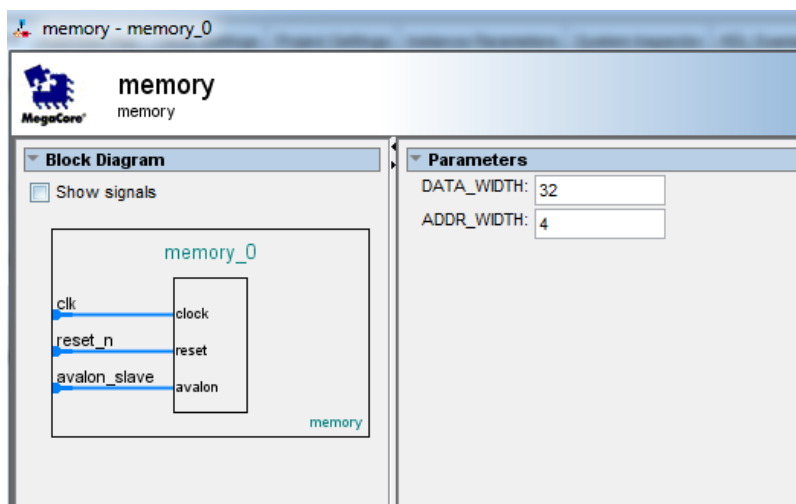 memory - memory_0
MegaCore'
memory
memory
Block Diagram
Show signals
memory_0
clk
clock
reset_n
reset
avalon_slave
avalon
memory
Parameters
DATA_WIDTH: 32
ADDR_WIDTH: 4